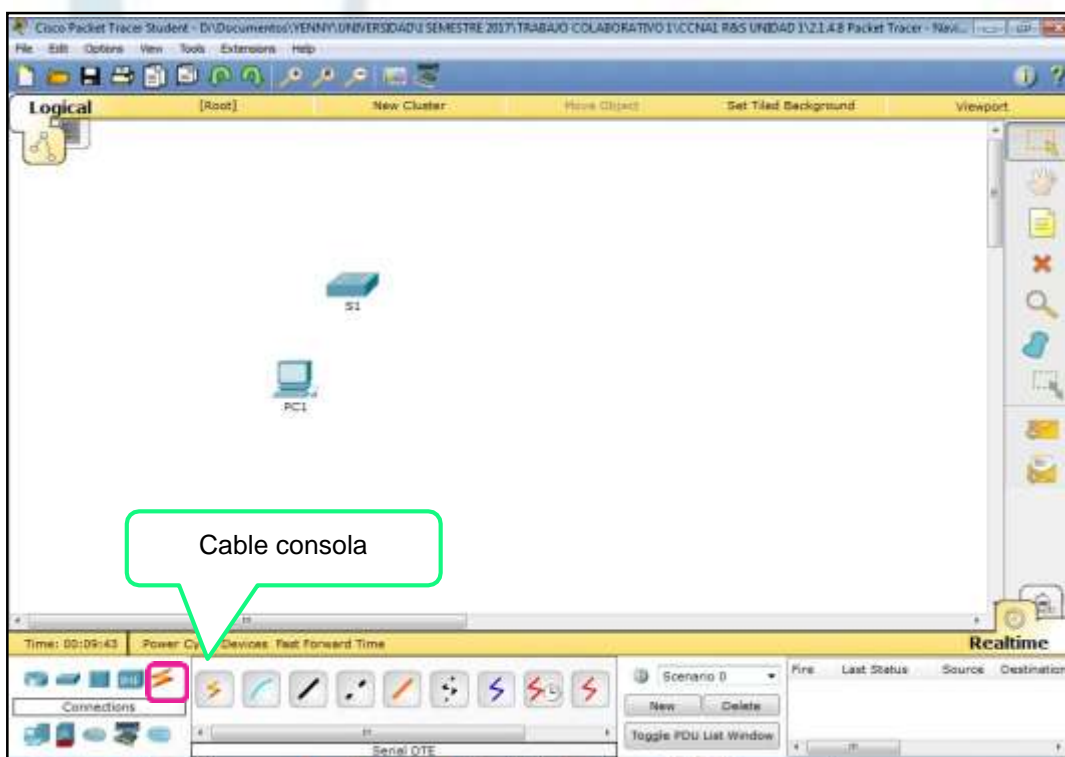 Cisco Packet Tracer Student - D:\Documentos\YENNY\UNIVERSIDAD\I SEMESTRE 2017\TRABAJO COLABORATIVO 1\CCNA1 R&S UNIDAD 1\2.1.4.8 Packet Tracer - Navi...
File Edit Options View Tools Extensions Help
Logical [Root] New Cluster Move Object Set Tiled Background Viewport
S1
PC1
Cable consola
Time: 00:09:43 Power Cy Devices Fast Forward Time Realtime
Connections
Serial DTE
Scenario 0
New Delete
Toggle PDU List Window
Fire Last Status Source Destination